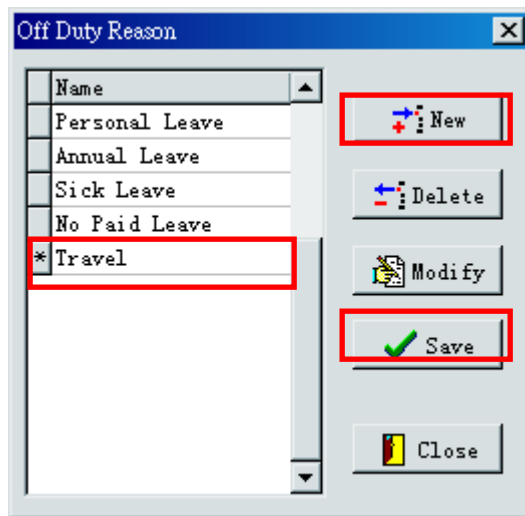 Off Duty Reason
Name
Personal Leave
Annual Leave
Sick Leave
No Paid Leave
* Travel
New
Delete
Modify
Save
Close